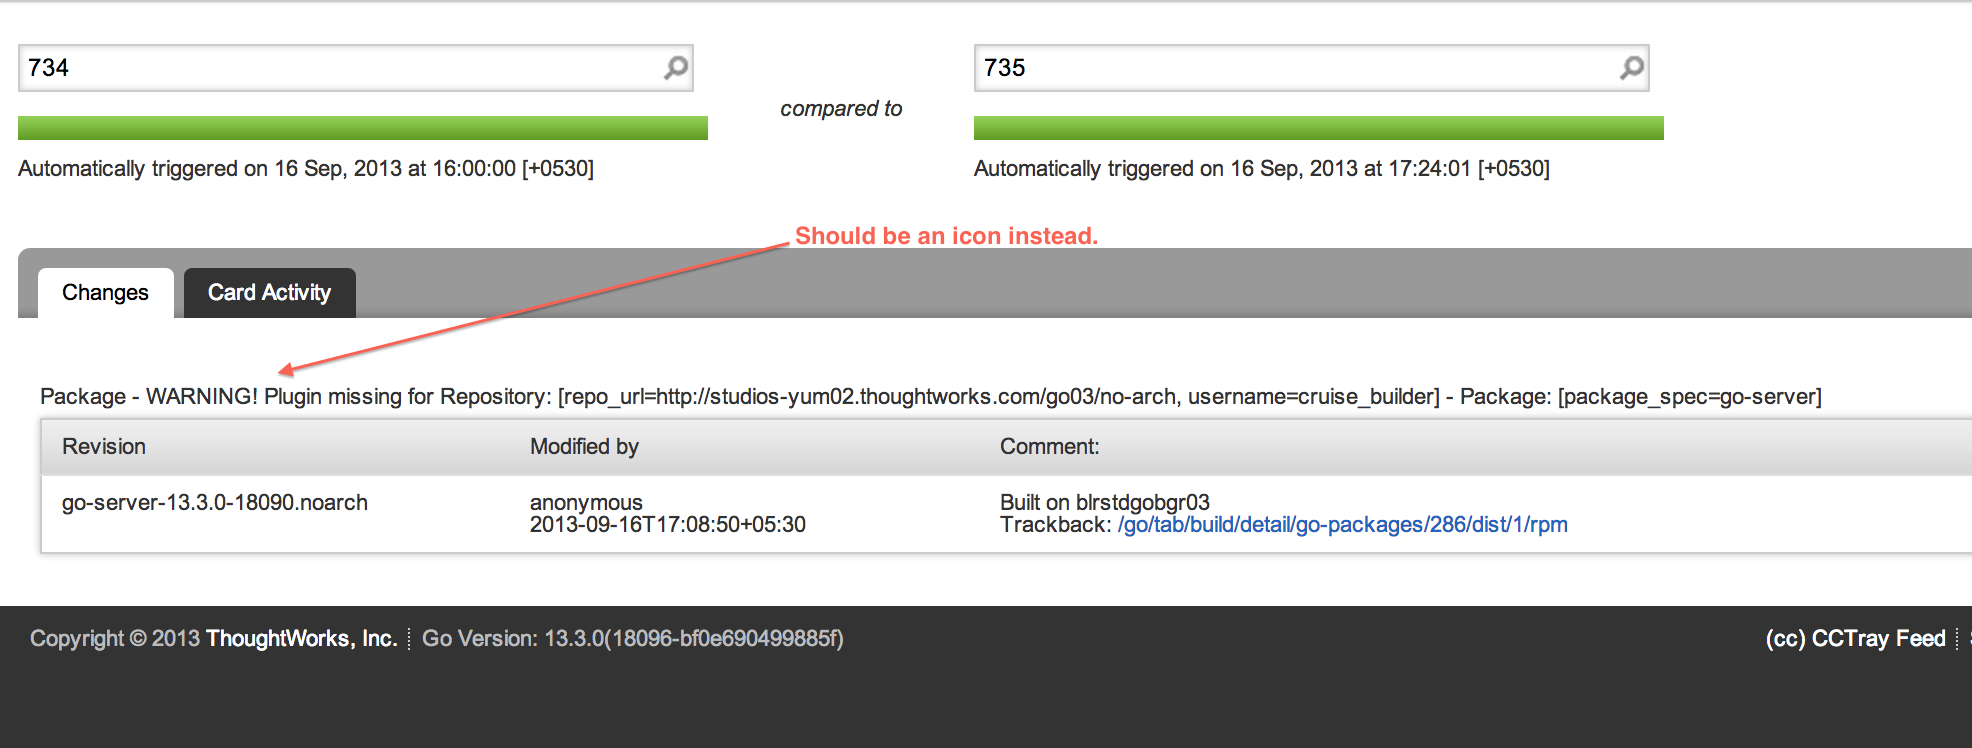 734
735
compared to
Automatically triggered on 16 Sep, 2013 at 16:00:00 [+0530]
Automatically triggered on 16 Sep, 2013 at 17:24:01 [+0530]
Should be an icon instead.
Changes
Card Activity
Package - WARNING! Plugin missing for Repository: [repo_url=http://studios-yum02.thoughtworks.com/go03/no-arch, username=cruise_builder] - Package: [package_spec=go-server]
Revision
Modified by
Comment:
go-server-13.3.0-18090.noarch
anonymous
2013-09-16T17:08:50+05:30
Built on blrstdgobgr03
Trackback: /go/tab/build/detail/go-packages/286/dist/1/rpm
Copyright © 2013 ThoughtWorks, Inc.
Go Version: 13.3.0(18096-bf0e690499885f)
(cc) CCTray Feed